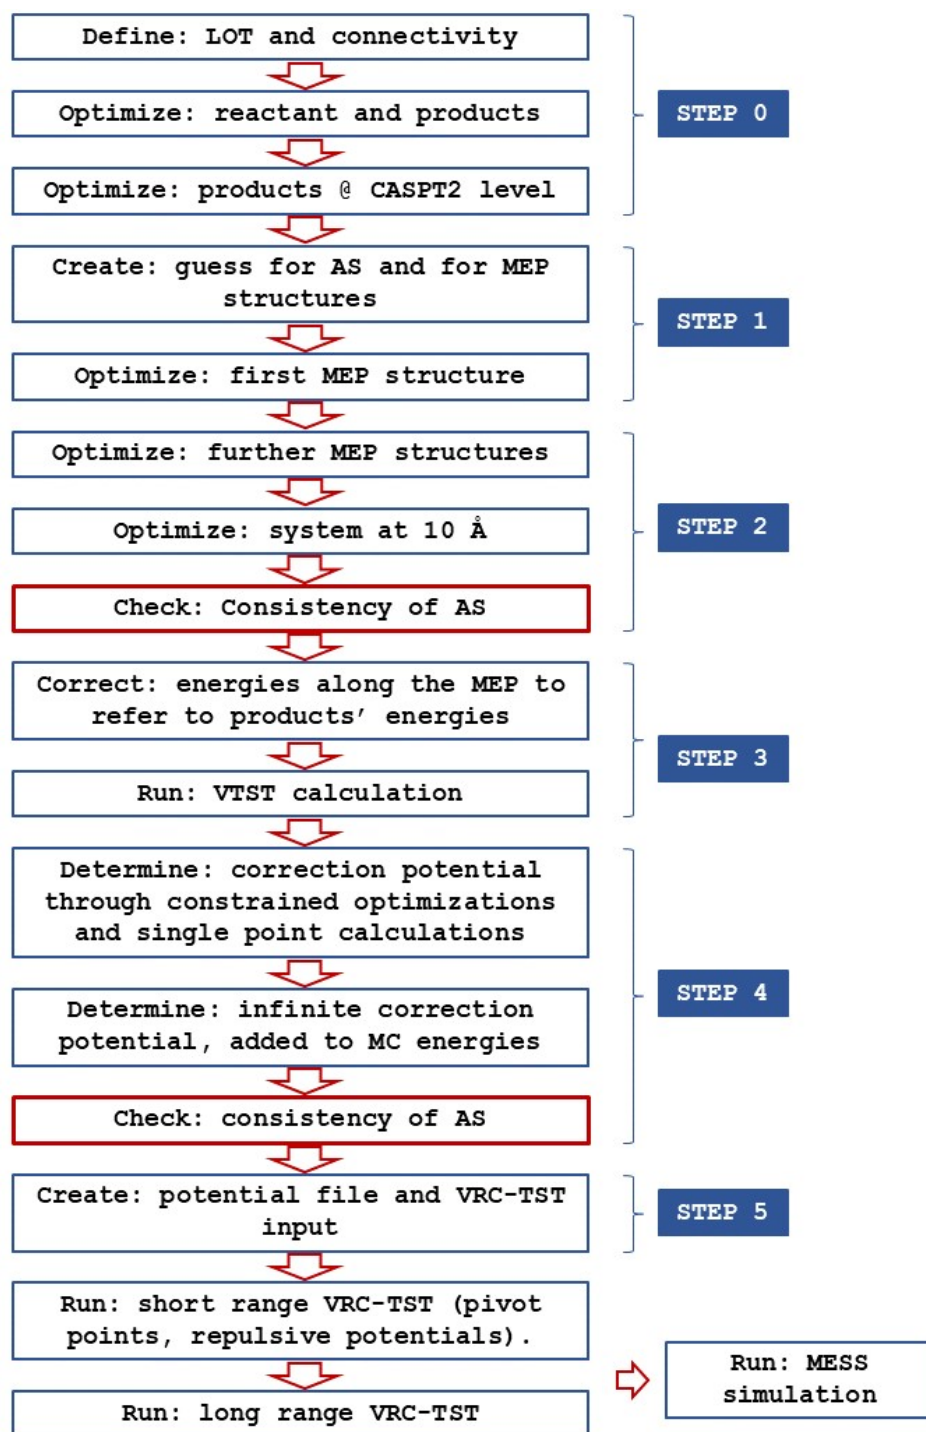 Define: LOT and connectivity
Optimize: reactant and products
STEP 0
Optimize: products @ CASPT2 level
Create: guess for AS and for MEP
structures
STEP 1
Optimize: first MEP structure
Optimize: further MEP structures
Optimize: system at 10 Å
STEP 2
Check: Consistency of AS
Correct: energies along the MEP to
refer to products’ energies
STEP 3
Run: VTST calculation
Determine: correction potential
through constrained optimizations
and single point calculations
STEP 4
Determine: infinite correction
potential, added to MC energies
Check: consistency of AS
Create: potential file and VRC-TST
input
STEP 5
Run: short range VRC-TST (pivot
points, repulsive potentials).
Run: long range VRC-TST
Run: MESS
simulation